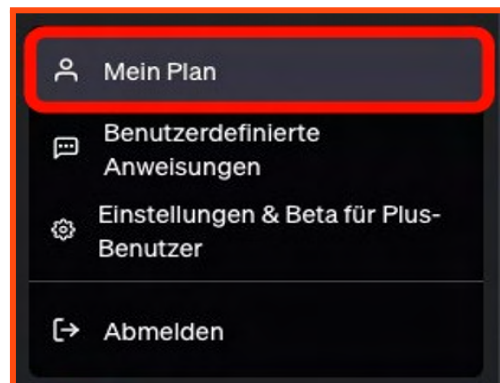 Mein Plan
Benutzerdefinierte
Anweisungen
Einstellungen & Beta für Plus-
Benutzer
Abmelden